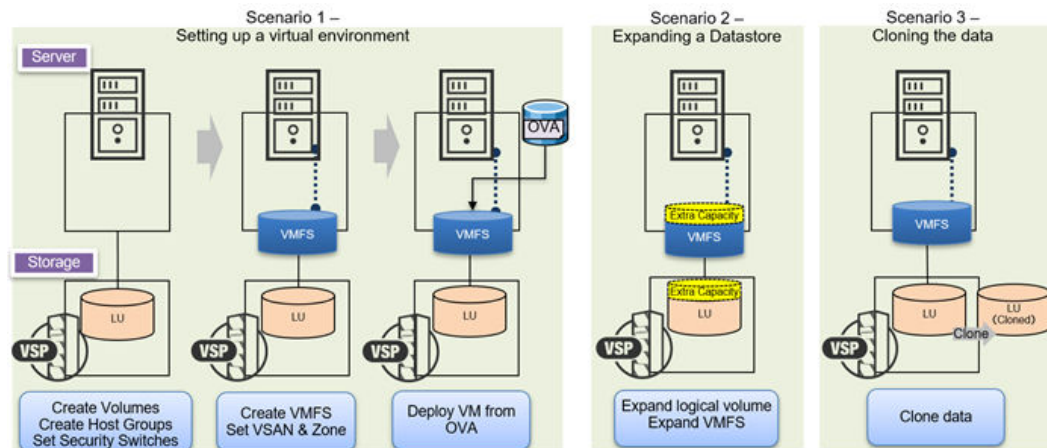 Scenario 1 –
Setting up a virtual environment
Scenario 2 –
Expanding a Datastore
Scenario 3 –
Cloning the data
Server
OVA
VMFS
VMFS
Extra Capacity
VMFS
VMFS
Storage
LU
LU
LU
Extra Capacity
LU
LU
Clone
LU
(Cloned)
VSP
VSP
VSP
VSP
VSP
Create Volumes
Create Host Groups
Set Security Switches
Create VMFS
Set VSAN & Zone
Deploy VM from
OVA
Expand logical volume
Expand VMFS
Clone data